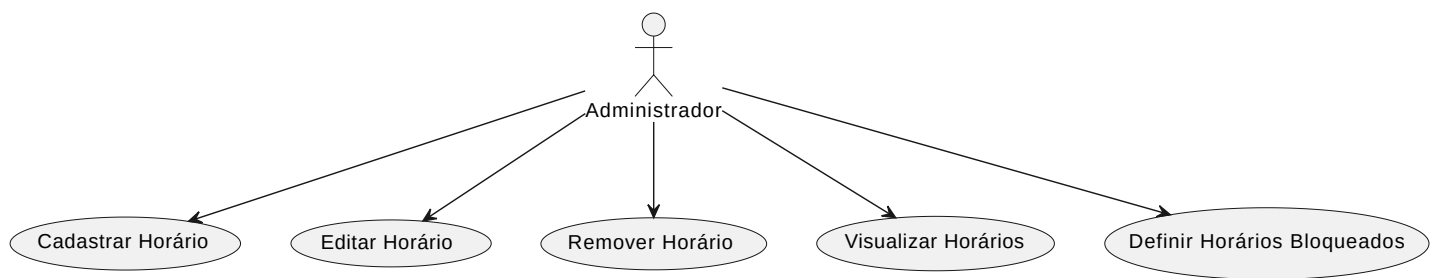 Administrador
Cadastrar Horário
Editar Horário
Remover Horário
Visualizar Horários
Definir Horários Bloqueados